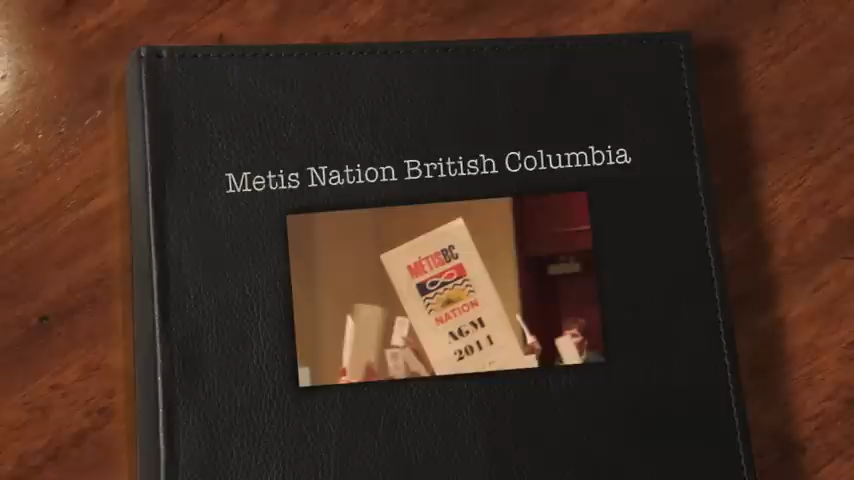 Metis Nation British Columbia
MÉTISBC
NATION
AGM
2011